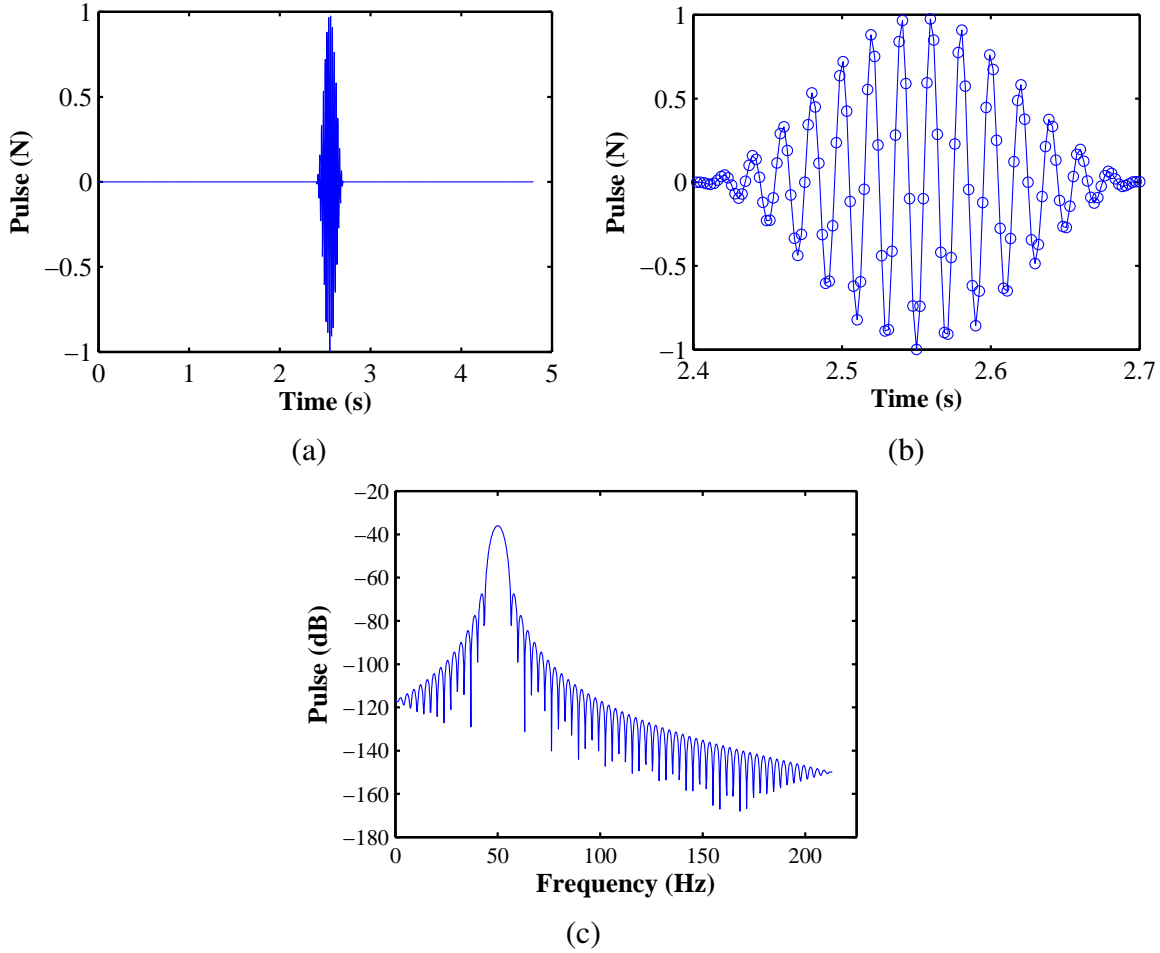 1
0.5
0
−0.5
−1
Pulse (N)
0 1 2 3 4 5
Time (s)
(a)
1
0.5
0
−0.5
−1
Pulse (N)
2.4 2.5 2.6 2.7
Time (s)
(b)
−20
−40
−60
−80
−100
−120
−140
−160
−180
Pulse (dB)
0 50 100 150 200
Frequency (Hz)
(c)